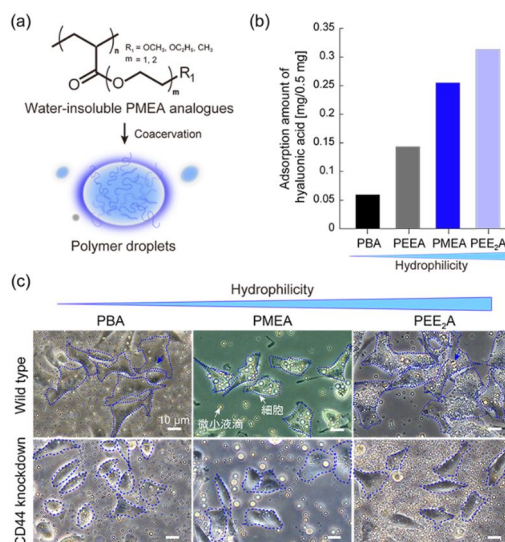 (a)
n
R₁ = OCH₃, OC₂H₅, CH₃
m = 1, 2
O
O
R₁
m
Water-insoluble PMEA analogues
Coacervation
Polymer droplets
(b)
Adsorption amount of
hyaluonic acid [mg/0.5 mg]
0.35
0.3
0.25
0.2
0.15
0.1
0.05
0
PBA PEEA PMEA PEE₂A
Hydrophilicity
(c)
Hydrophilicity
PBA PMEA PEE₂A
Wild type
10 μm
微小液滴
細胞
CD44 knockdown